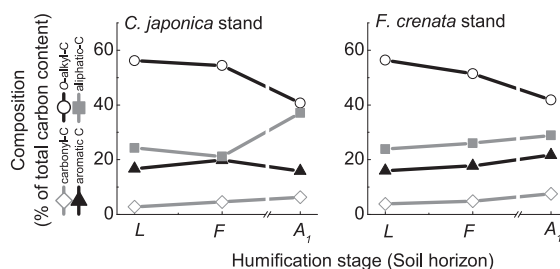 C. japonica stand
F. crenata stand
Composition
(% of total carbon content)
carbonyl-C
O-alkyl-C
aromatic C
aliphatic-C
60
40
20
0
L
F
A1
60
40
20
0
L
F
A1
Humification stage (Soil horizon)